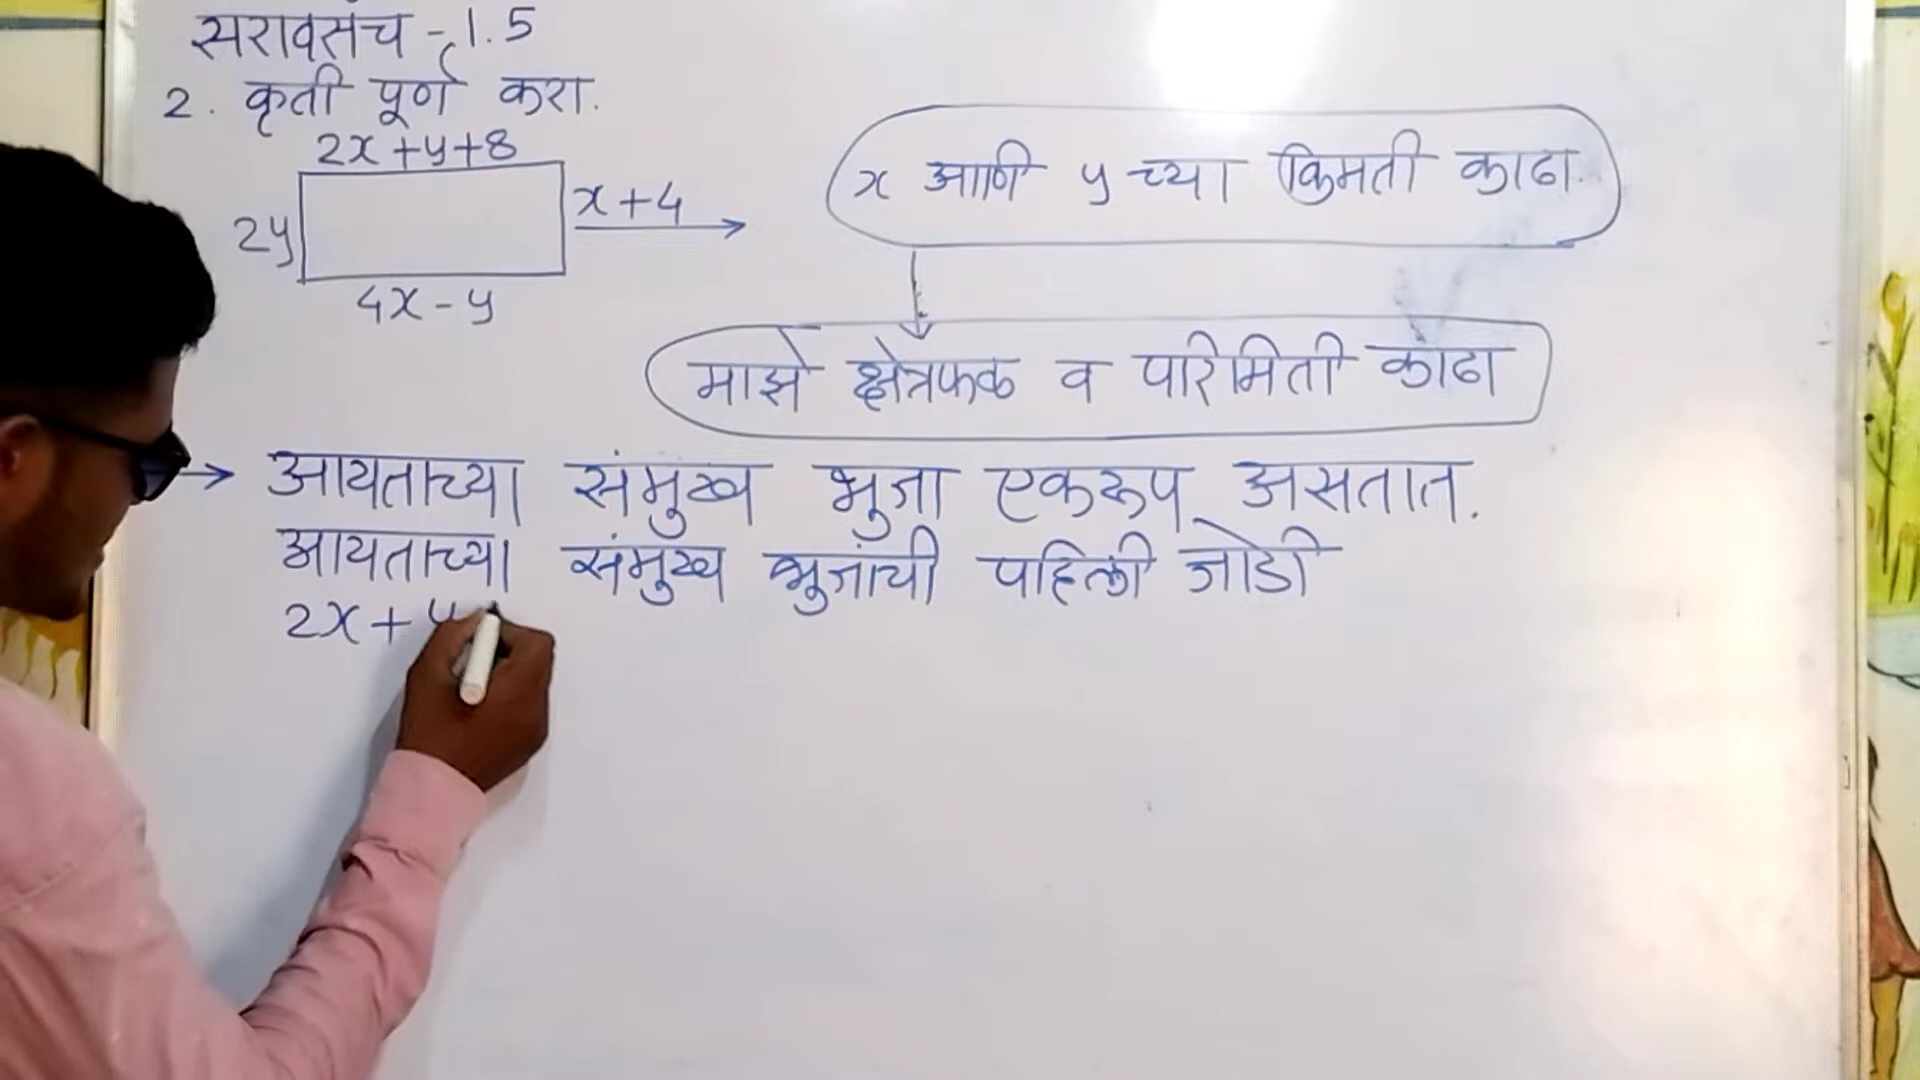 सरावसंच - 1.5
2. कृती पूर्ण करा.
2x + y + 8
2y
x + 4
4x - y
x आणि y च्या किमती काढा.
माझे क्षेत्रफळ व परिमिती काढा
→ आयताच्या संमुख भुजा एकरूप असतात.
आयताच्या संमुख भुजांची पहिली जोडी
2x + y